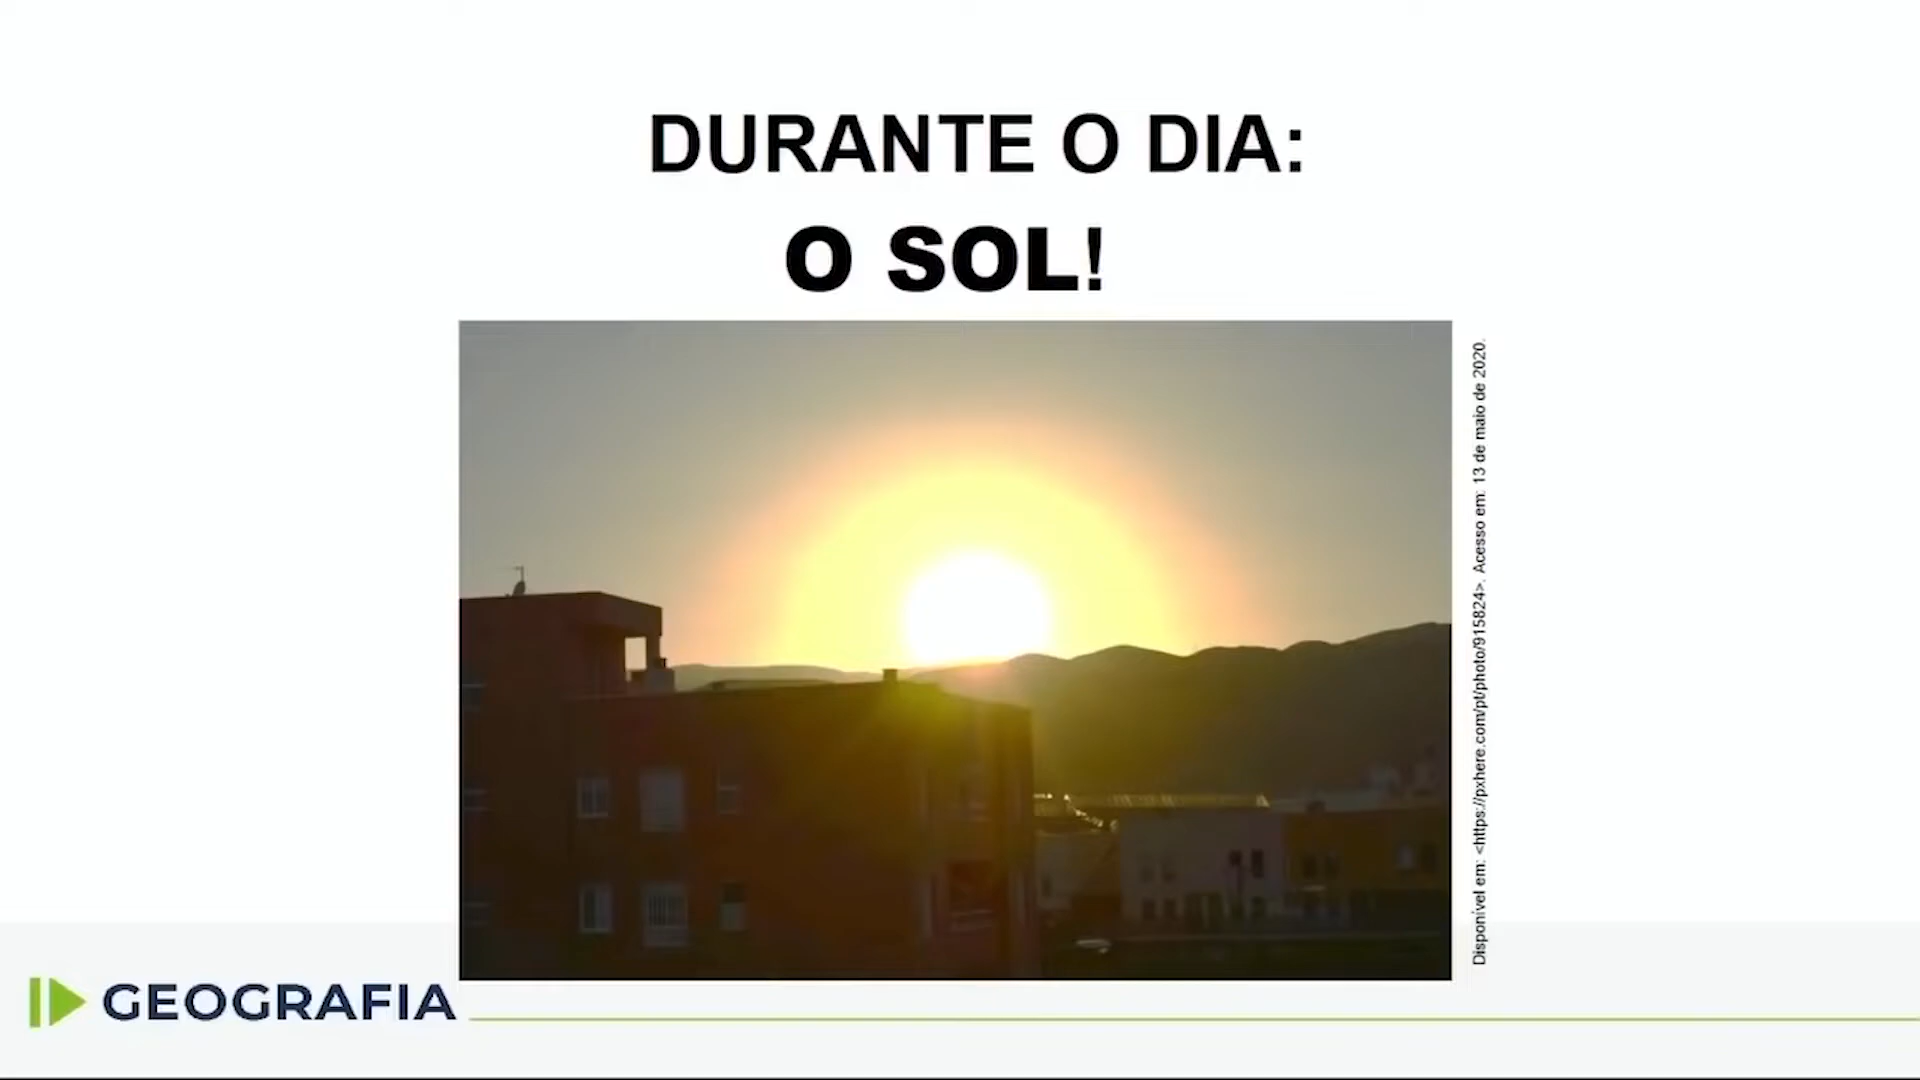 DURANTE O DIA:
O SOL!
Disponível em: <https://pxhere.com/pt/photo/915824>. Acesso em: 13 de maio de 2020.
GEOGRAFIA